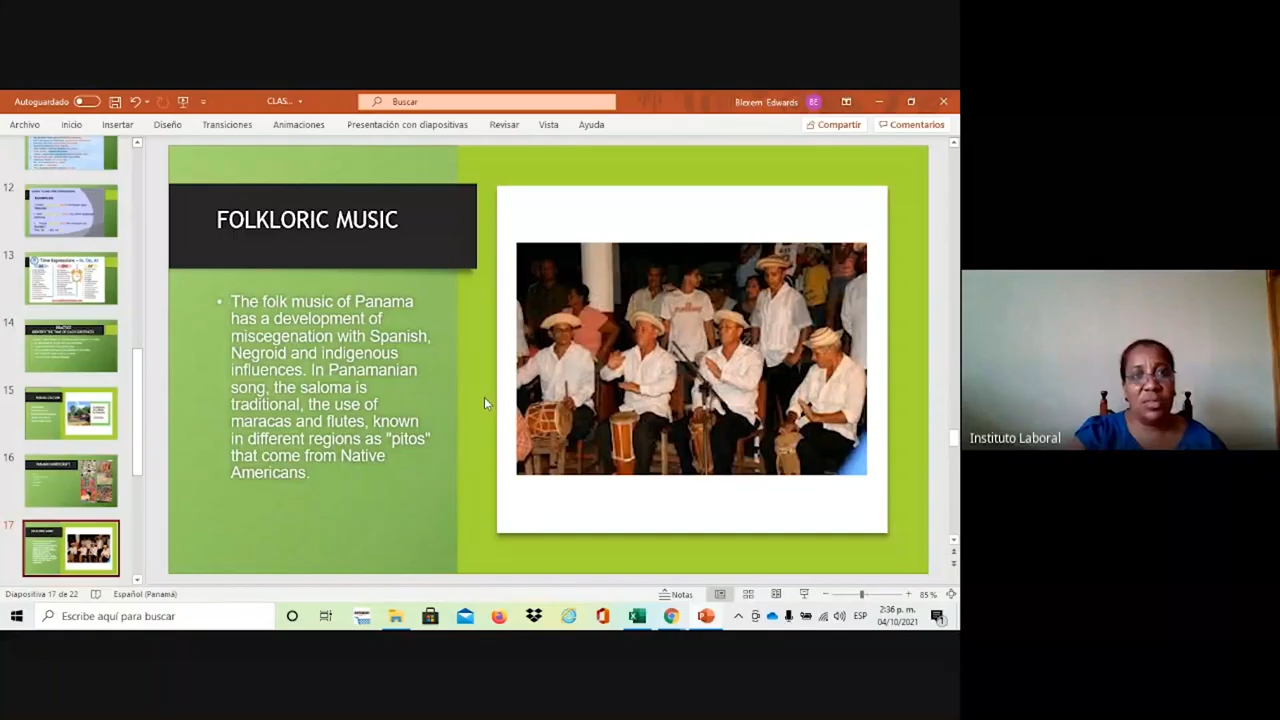 Autoguardado
CLAS...
Buscar
Blexem Edwards
BE
Archivo
Inicio
Insertar
Diseño
Transiciones
Animaciones
Presentación con diapositivas
Revisar
Vista
Ayuda
Compartir
Comentarios
12
13
14
15
16
17
FOLKLORIC MUSIC
• The folk music of Panama
has a development of
miscegenation with Spanish,
Negroid and indigenous
influences. In Panamanian
song, the saloma is
traditional, the use of
maracas and flutes, known
in different regions as "pitos"
that come from Native
Americans.
Instituto Laboral
Diapositiva 17 de 22
Español (Panamá)
Notas
85 %
Escribe aquí para buscar
ESP
2:36 p. m.
04/10/2021
1